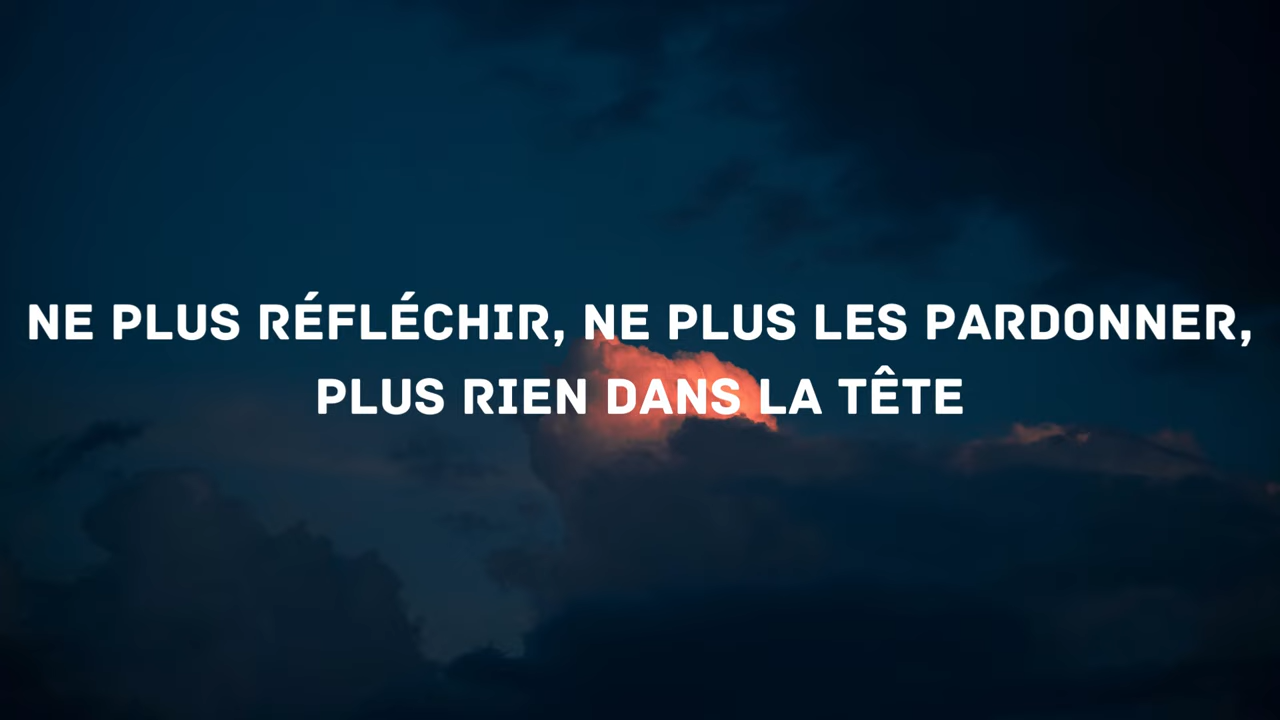 NE PLUS RÉFLÉCHIR, NE PLUS LES PARDONNER,
PLUS RIEN DANS LA TÊTE